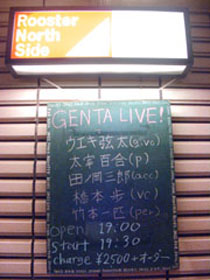 Rooster
North
Side
GENTA LIVE!
ウエキ弦太(g.vo)
太宰百合(p)
田ノ岡三郎(acc)
橋本歩(vc)
竹本一匹(per)
open 19:00
start 19:30
charge ¥2500+オーダー